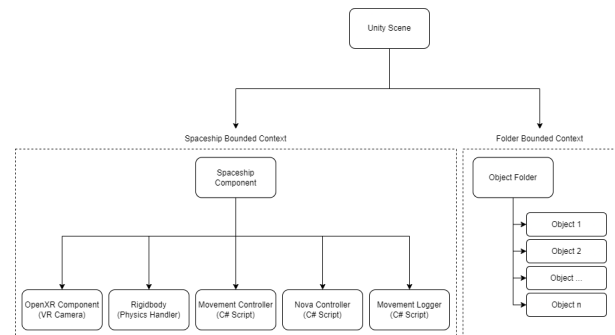 Unity Scene
Spaceship Bounded Context
Folder Bounded Context
Spaceship
Component
Object Folder
Object 1
Object 2
Object ...
Object n
OpenXR Component
(VR Camera)
Rigidbody
(Physics Handler)
Movement Controller
(C# Script)
Nova Controller
(C# Script)
Movement Logger
(C# Script)